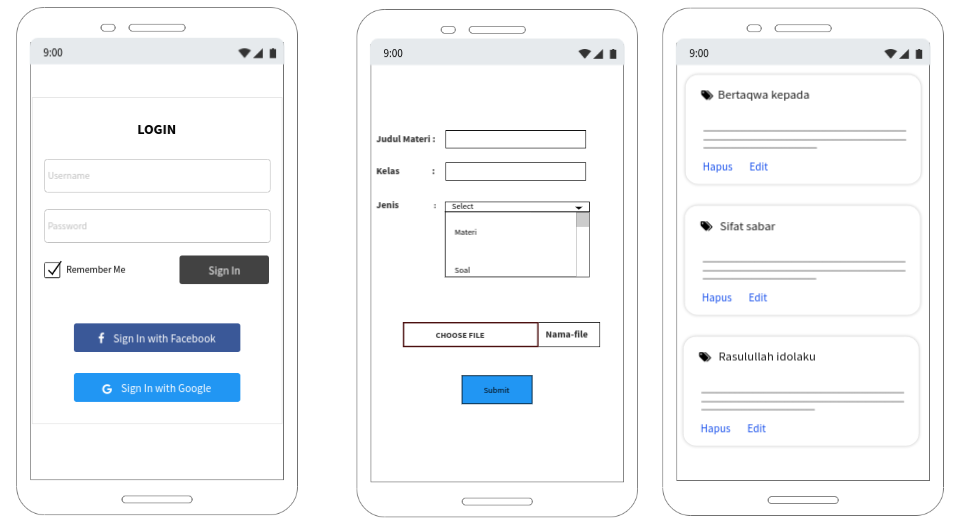 9:00
LOGIN
Username
Password
Remember Me
Sign In
f Sign In with Facebook
G Sign In with Google
9:00
Judul Materi :
Kelas :
Jenis :
Select
Materi
Soal
CHOOSE FILE
Nama-file
Submit
9:00
Bertaqwa kepada
Hapus Edit
Sifat sabar
Hapus Edit
Rasulullah idolaku
Hapus Edit